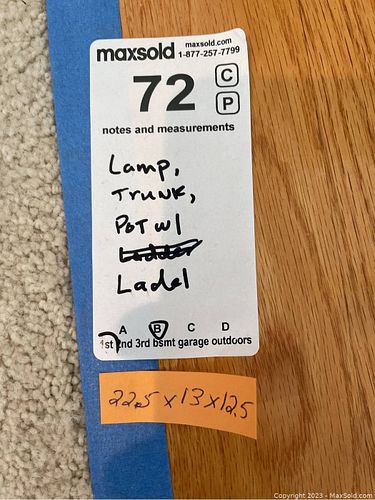 maxsold maxsold.com
1-877-257-7799
72 C
P
notes and measurements
Lamp,
Trunk,
Pot w/
Ladel
A B C D
1st 2nd 3rd bsmt garage outdoors
22.5 x 13 x 12.5
Copyright 2023 - MaxSold.com